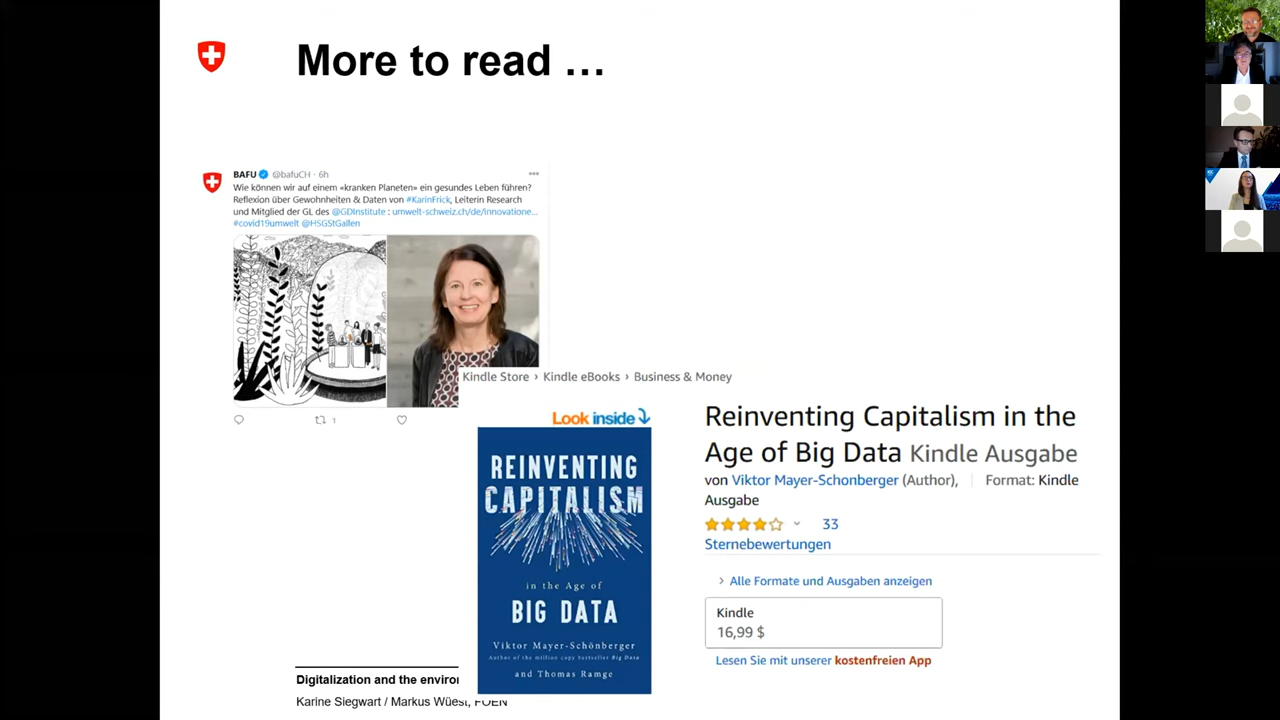 More to read …
BAFU @bafuCH · 6h
Wie können wir auf einem «kranken Planeten» ein gesundes Leben führen?
Reflexion über Gewohnheiten & Daten von #KarinFrick, Leiterin Research
und Mitglied der GL des @GDInstitute : umwelt-schweiz.ch/de/innovatione...
#covid19umwelt @HSGStGallen
1
Kindle Store › Kindle eBooks › Business & Money
Look inside
REINVENTING
CAPITALISM
in the Age of
BIG DATA
Viktor Mayer-Schönberger
Author of the million copy bestseller Big Data
and Thomas Ramge
Reinventing Capitalism in the
Age of Big Data Kindle Ausgabe
von Viktor Mayer-Schonberger (Author), | Format: Kindle
Ausgabe
33
Sternebewertungen
› Alle Formate und Ausgaben anzeigen
Kindle
16,99 $
Lesen Sie mit unserer kostenfreien App
Digitalization and the enviro
Karine Siegwart / Markus Wüest, FOEN